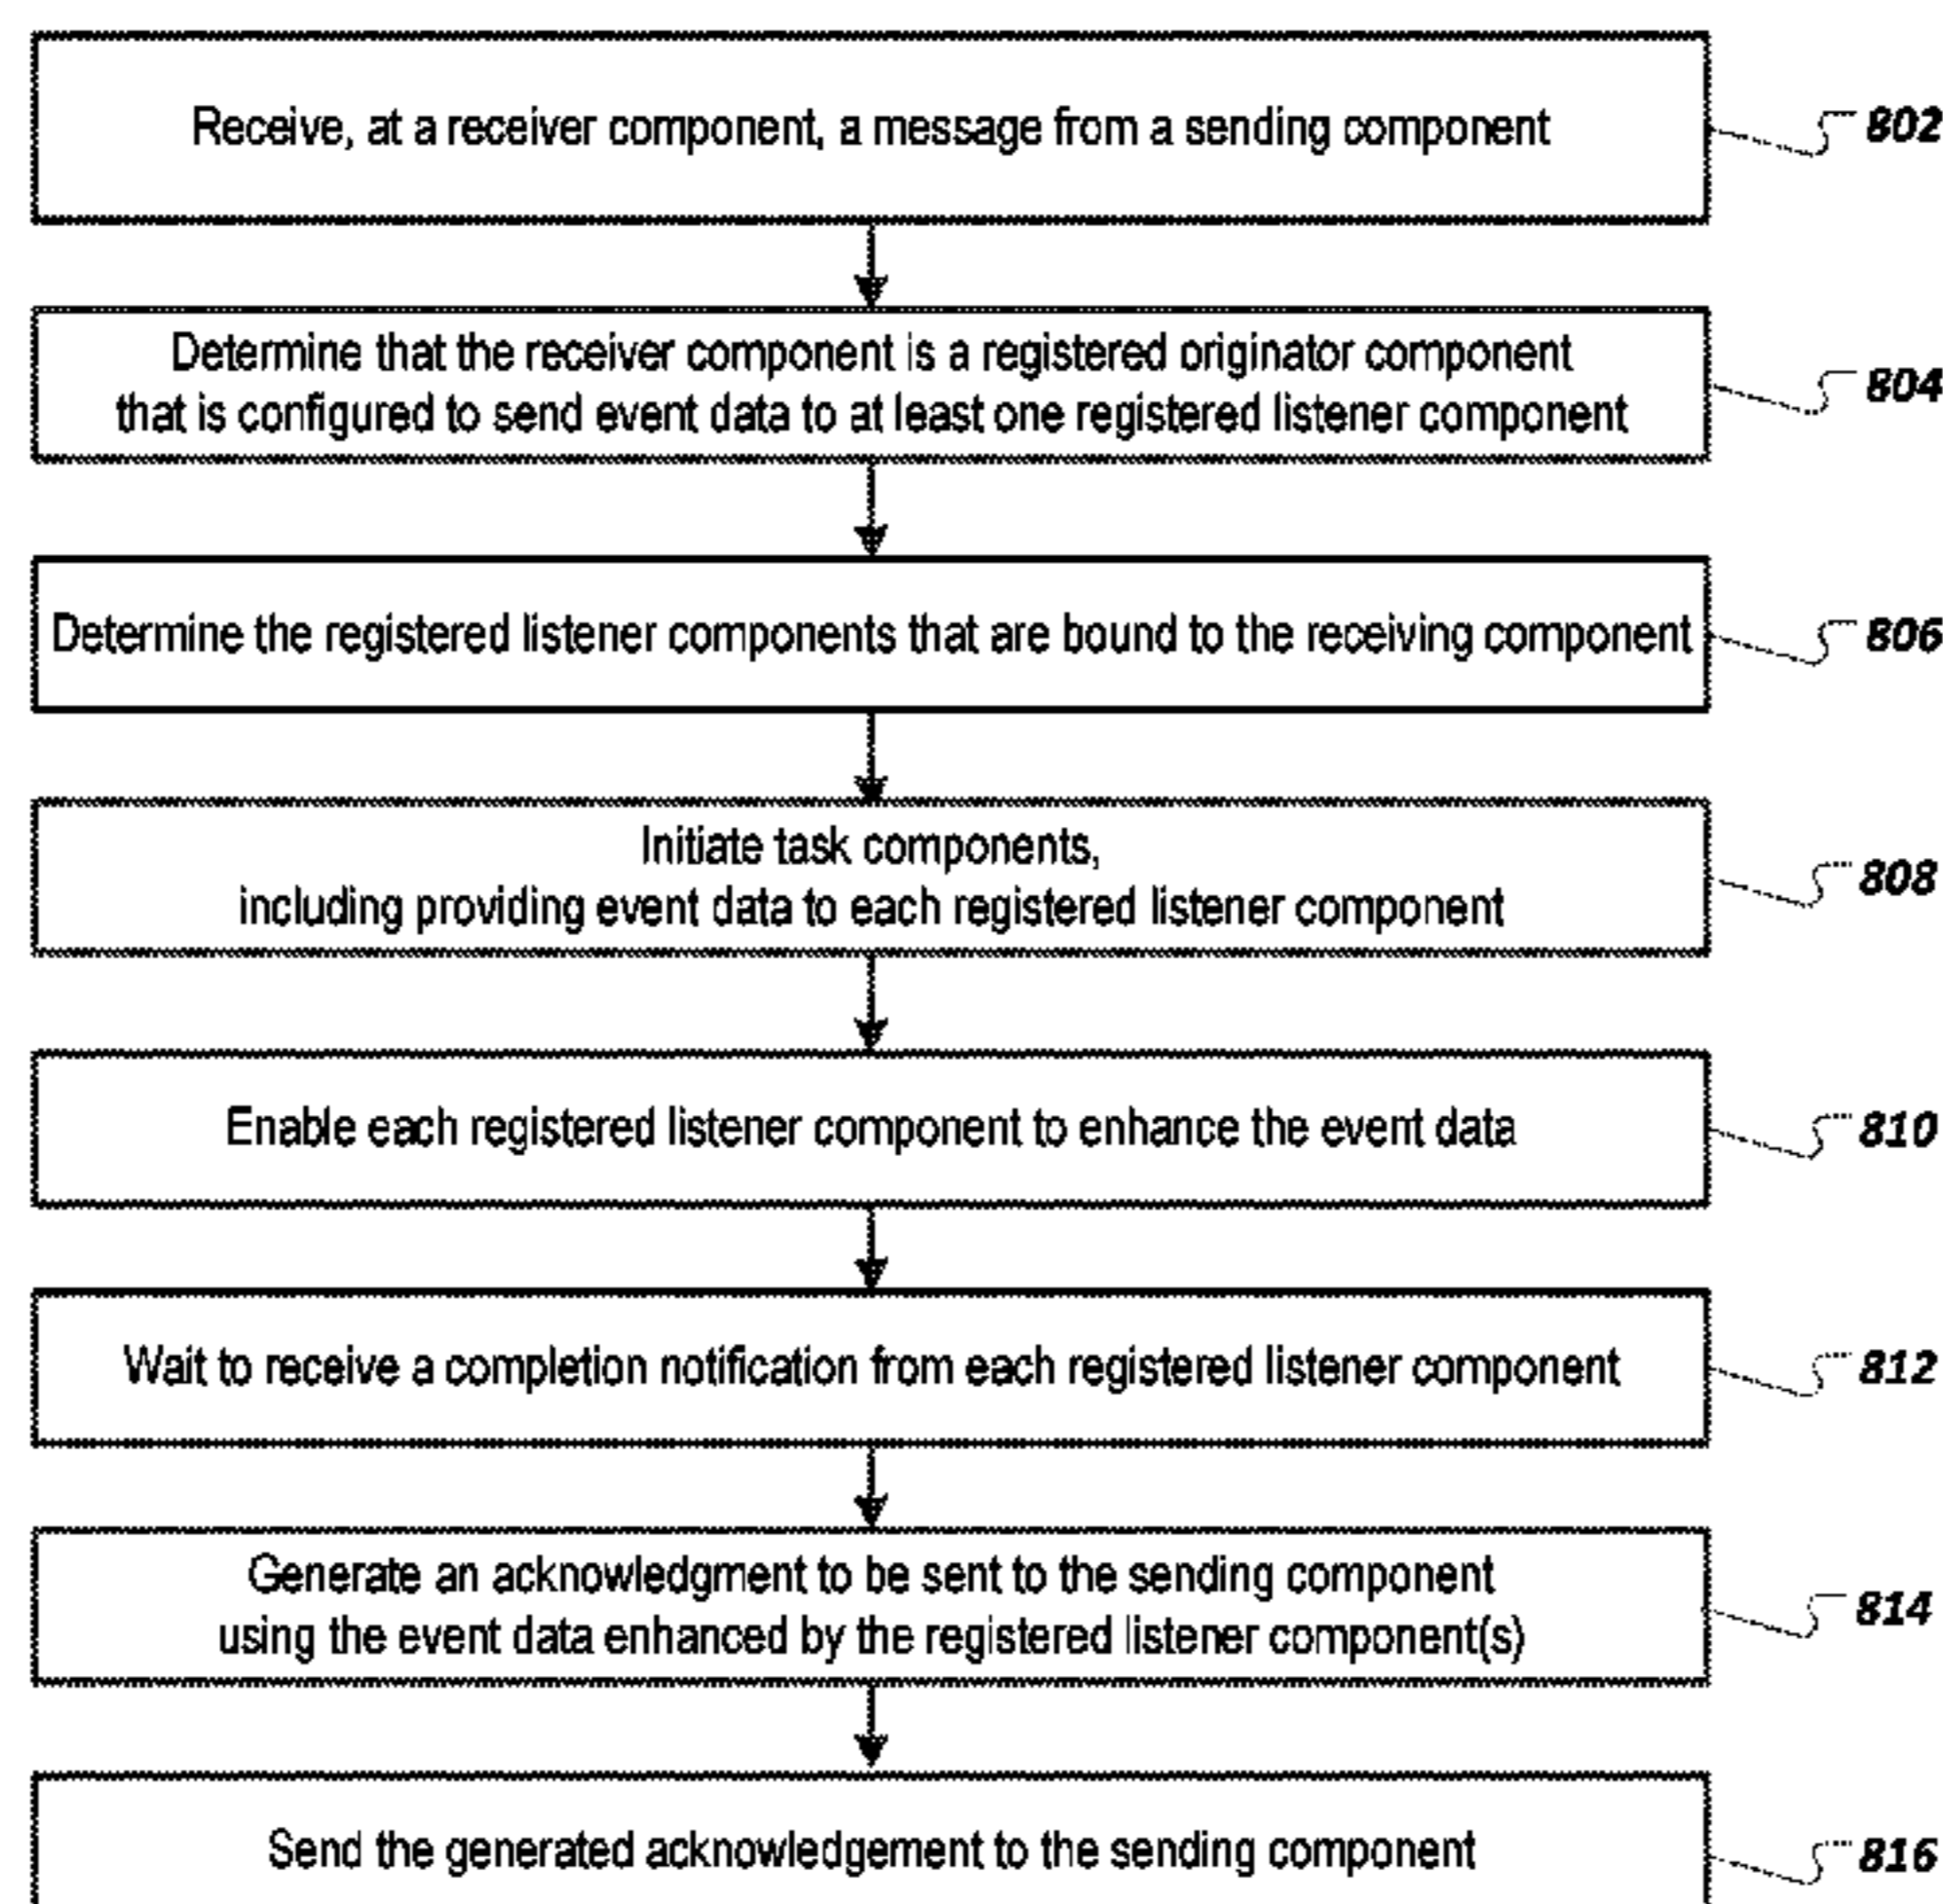 Receive, at a receiver component, a message from a sending component
802
Determine that the receiver component is a registered originator component
that is configured to send event data to at least one registered listener component
804
Determine the registered listener components that are bound to the receiving component
806
Initiate task components,
including providing event data to each registered listener component
808
Enable each registered listener component to enhance the event data
810
Wait to receive a completion notification from each registered listener component
812
Generate an acknowledgment to be sent to the sending component
using the event data enhanced by the registered listener component(s)
814
Send the generated acknowledgement to the sending component
816